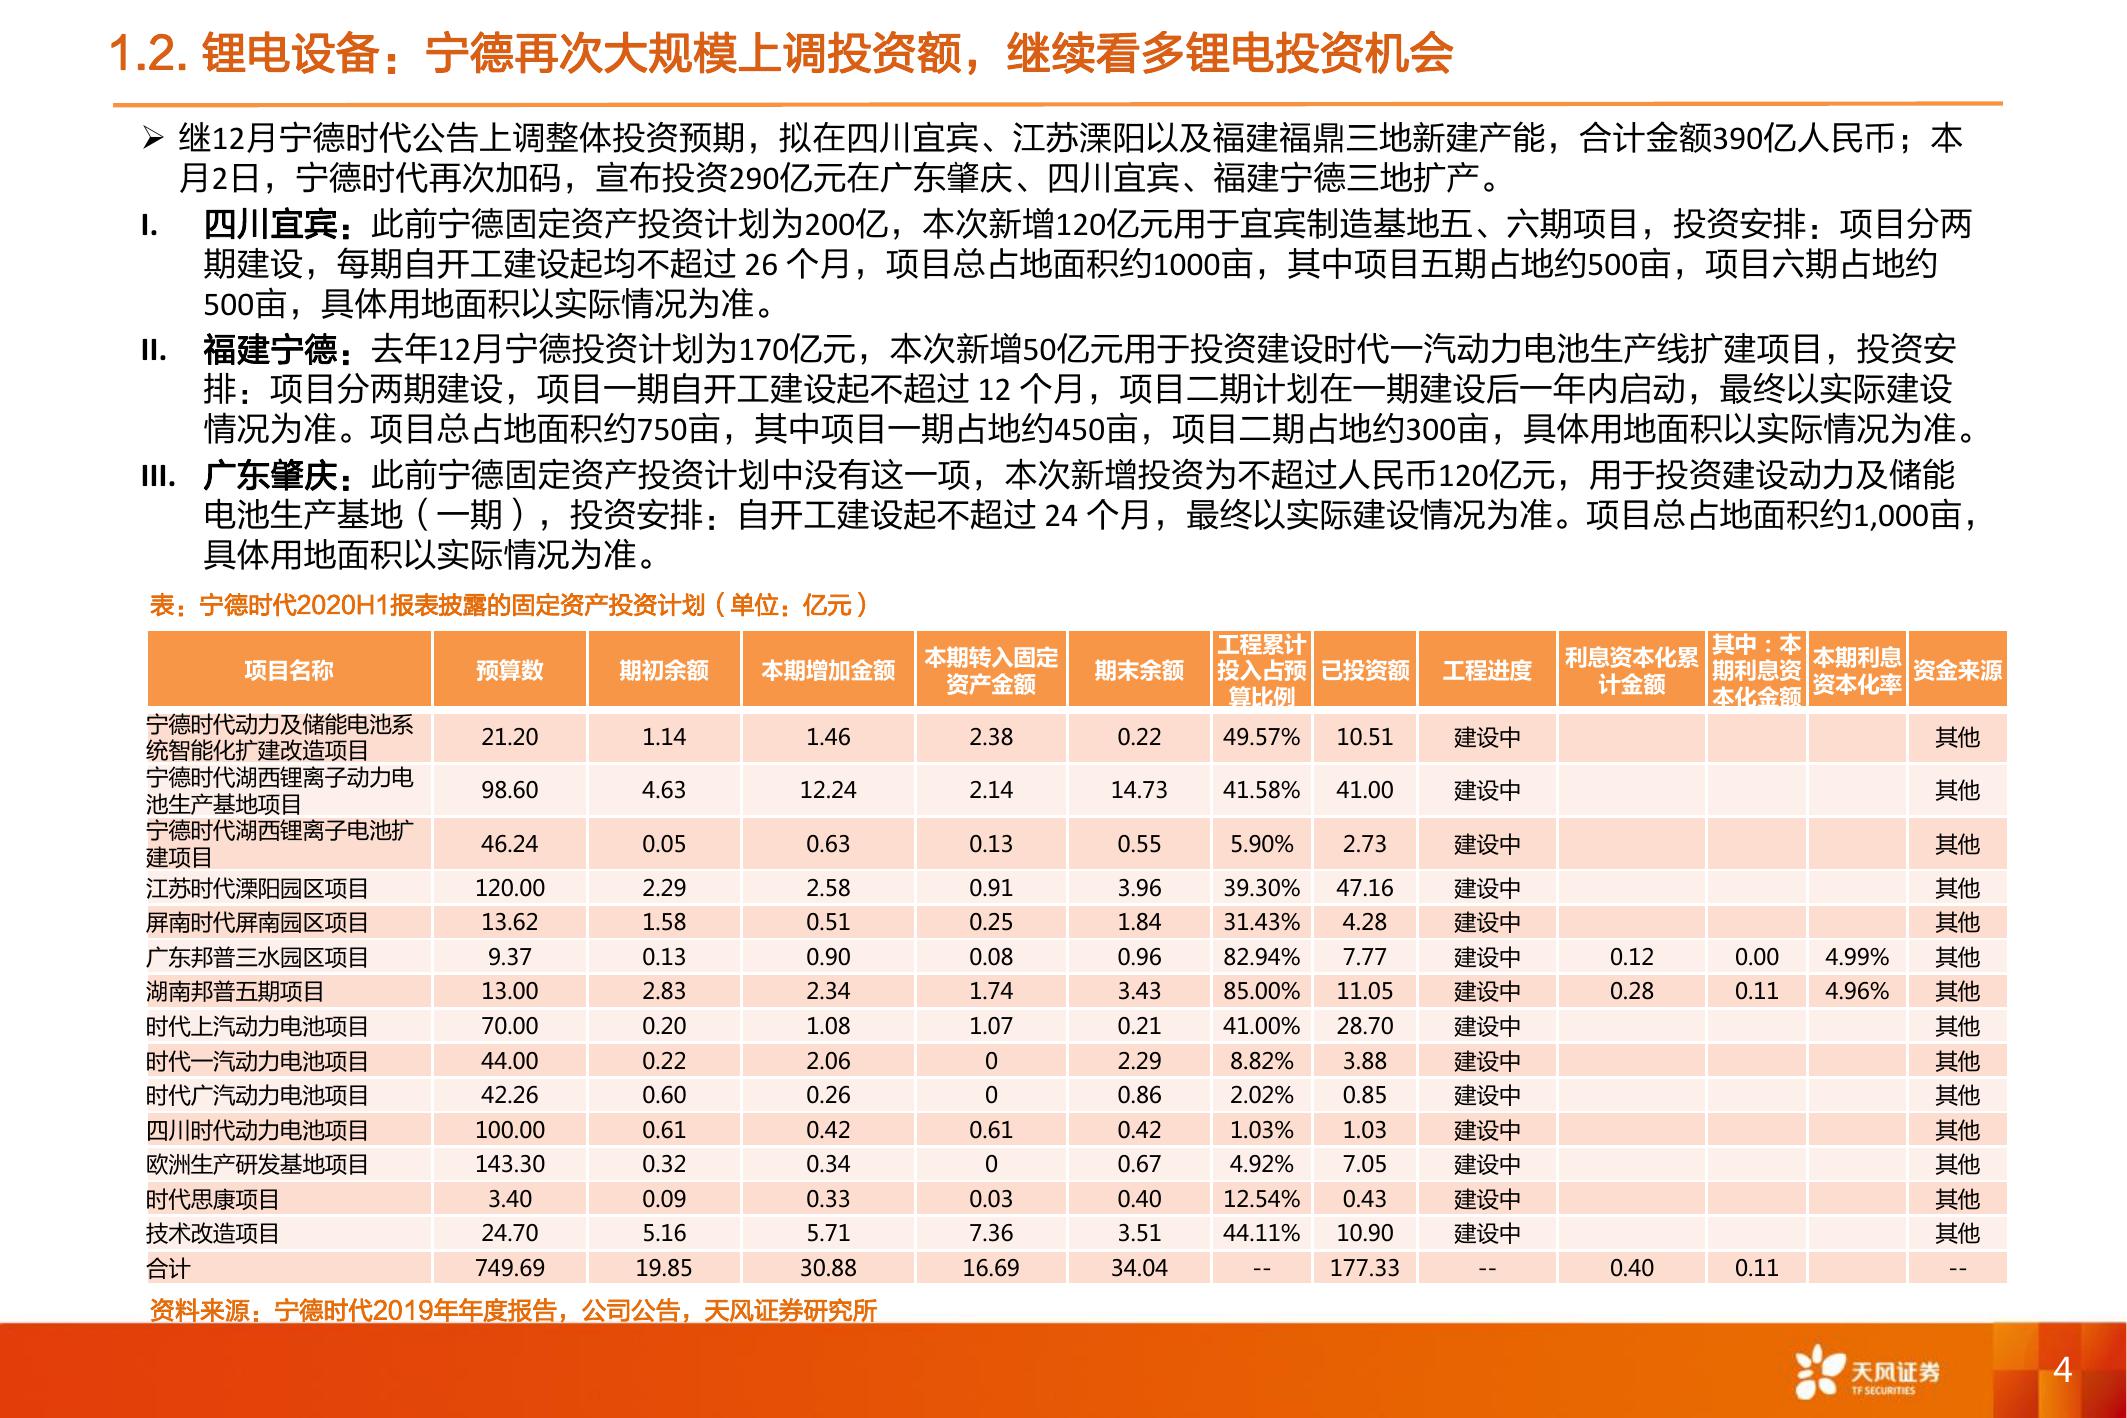 1.2. 锂电设备：宁德再次大规模上调投资额，继续看多锂电投资机会
➢ 继12月宁德时代公告上调整体投资预期，拟在四川宜宾、江苏溧阳以及福建福鼎三地新建产能，合计金额390亿人民币；本
月2日，宁德时代再次加码，宣布投资290亿元在广东肇庆、四川宜宾、福建宁德三地扩产。
I. 四川宜宾：此前宁德固定资产投资计划为200亿，本次新增120亿元用于宜宾制造基地五、六期项目，投资安排：项目分两
期建设，每期自开工建设起均不超过 26 个月，项目总占地面积约1000亩，其中项目五期占地约500亩，项目六期占地约
500亩，具体用地面积以实际情况为准。
II. 福建宁德：去年12月宁德投资计划为170亿元，本次新增50亿元用于投资建设时代一汽动力电池生产线扩建项目，投资安
排：项目分两期建设，项目一期自开工建设起不超过 12 个月，项目二期计划在一期建设后一年内启动，最终以实际建设
情况为准。项目总占地面积约750亩，其中项目一期占地约450亩，项目二期占地约300亩，具体用地面积以实际情况为准。
III. 广东肇庆：此前宁德固定资产投资计划中没有这一项，本次新增投资为不超过人民币120亿元，用于投资建设动力及储能
电池生产基地（一期），投资安排：自开工建设起不超过 24 个月，最终以实际建设情况为准。项目总占地面积约1,000亩，
具体用地面积以实际情况为准。
表：宁德时代2020H1报表披露的固定资产投资计划（单位：亿元）
项目名称 预算数 期初余额 本期增加金额 本期转入固定资产金额 期末余额 工程累计投入占预算比例 已投资额 工程进度 利息资本化累计金额 其中：本期利息资本化金额 本期利息资本化率 资金来源
宁德时代动力及储能电池系统智能化扩建改造项目 21.20 1.14 1.46 2.38 0.22 49.57% 10.51 建设中 其他
宁德时代湖西锂离子动力电池生产基地项目 98.60 4.63 12.24 2.14 14.73 41.58% 41.00 建设中 其他
宁德时代湖西锂离子电池扩建项目 46.24 0.05 0.63 0.13 0.55 5.90% 2.73 建设中 其他
江苏时代溧阳园区项目 120.00 2.29 2.58 0.91 3.96 39.30% 47.16 建设中 其他
屏南时代屏南园区项目 13.62 1.58 0.51 0.25 1.84 31.43% 4.28 建设中 其他
广东邦普三水园区项目 9.37 0.13 0.90 0.08 0.96 82.94% 7.77 建设中 0.12 0.00 4.99% 其他
湖南邦普五期项目 13.00 2.83 2.34 1.74 3.43 85.00% 11.05 建设中 0.28 0.11 4.96% 其他
时代上汽动力电池项目 70.00 0.20 1.08 1.07 0.21 41.00% 28.70 建设中 其他
时代一汽动力电池项目 44.00 0.22 2.06 0 2.29 8.82% 3.88 建设中 其他
时代广汽动力电池项目 42.26 0.60 0.26 0 0.86 2.02% 0.85 建设中 其他
四川时代动力电池项目 100.00 0.61 0.42 0.61 0.42 1.03% 1.03 建设中 其他
欧洲生产研发基地项目 143.30 0.32 0.34 0 0.67 4.92% 7.05 建设中 其他
时代思康项目 3.40 0.09 0.33 0.03 0.40 12.54% 0.43 建设中 其他
技术改造项目 24.70 5.16 5.71 7.36 3.51 44.11% 10.90 建设中 其他
合计 749.69 19.85 30.88 16.69 34.04 -- 177.33 -- 0.40 0.11 --
资料来源：宁德时代2019年年度报告，公司公告，天风证券研究所
天风证券
TF SECURITIES
4